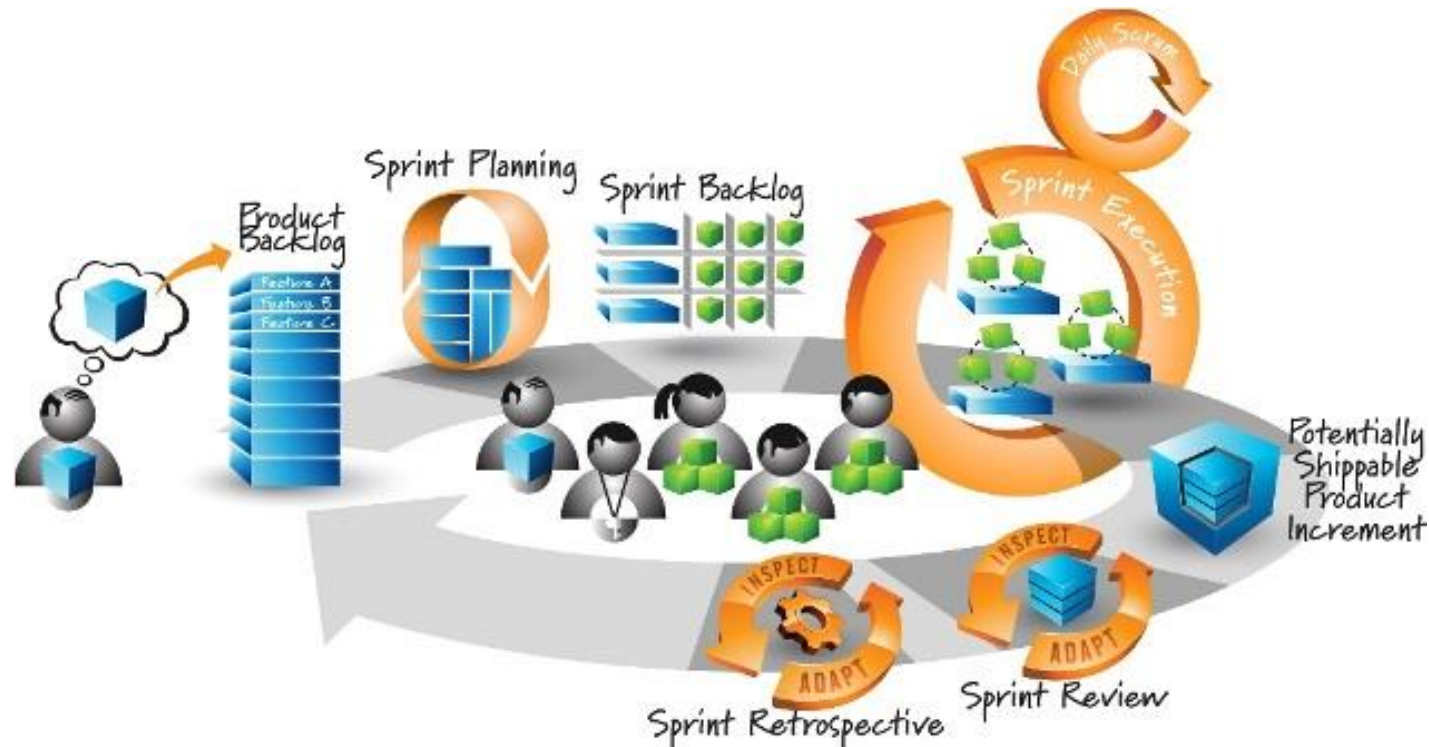 Daily Scrum
Sprint Execution
Sprint Planning
Sprint Backlog
Product
Backlog
Feature A
Feature B
Feature C
Potentially
Shippable
Product
Increment
INSPECT
ADAPT
Sprint Review
INSPECT
ADAPT
Sprint Retrospective